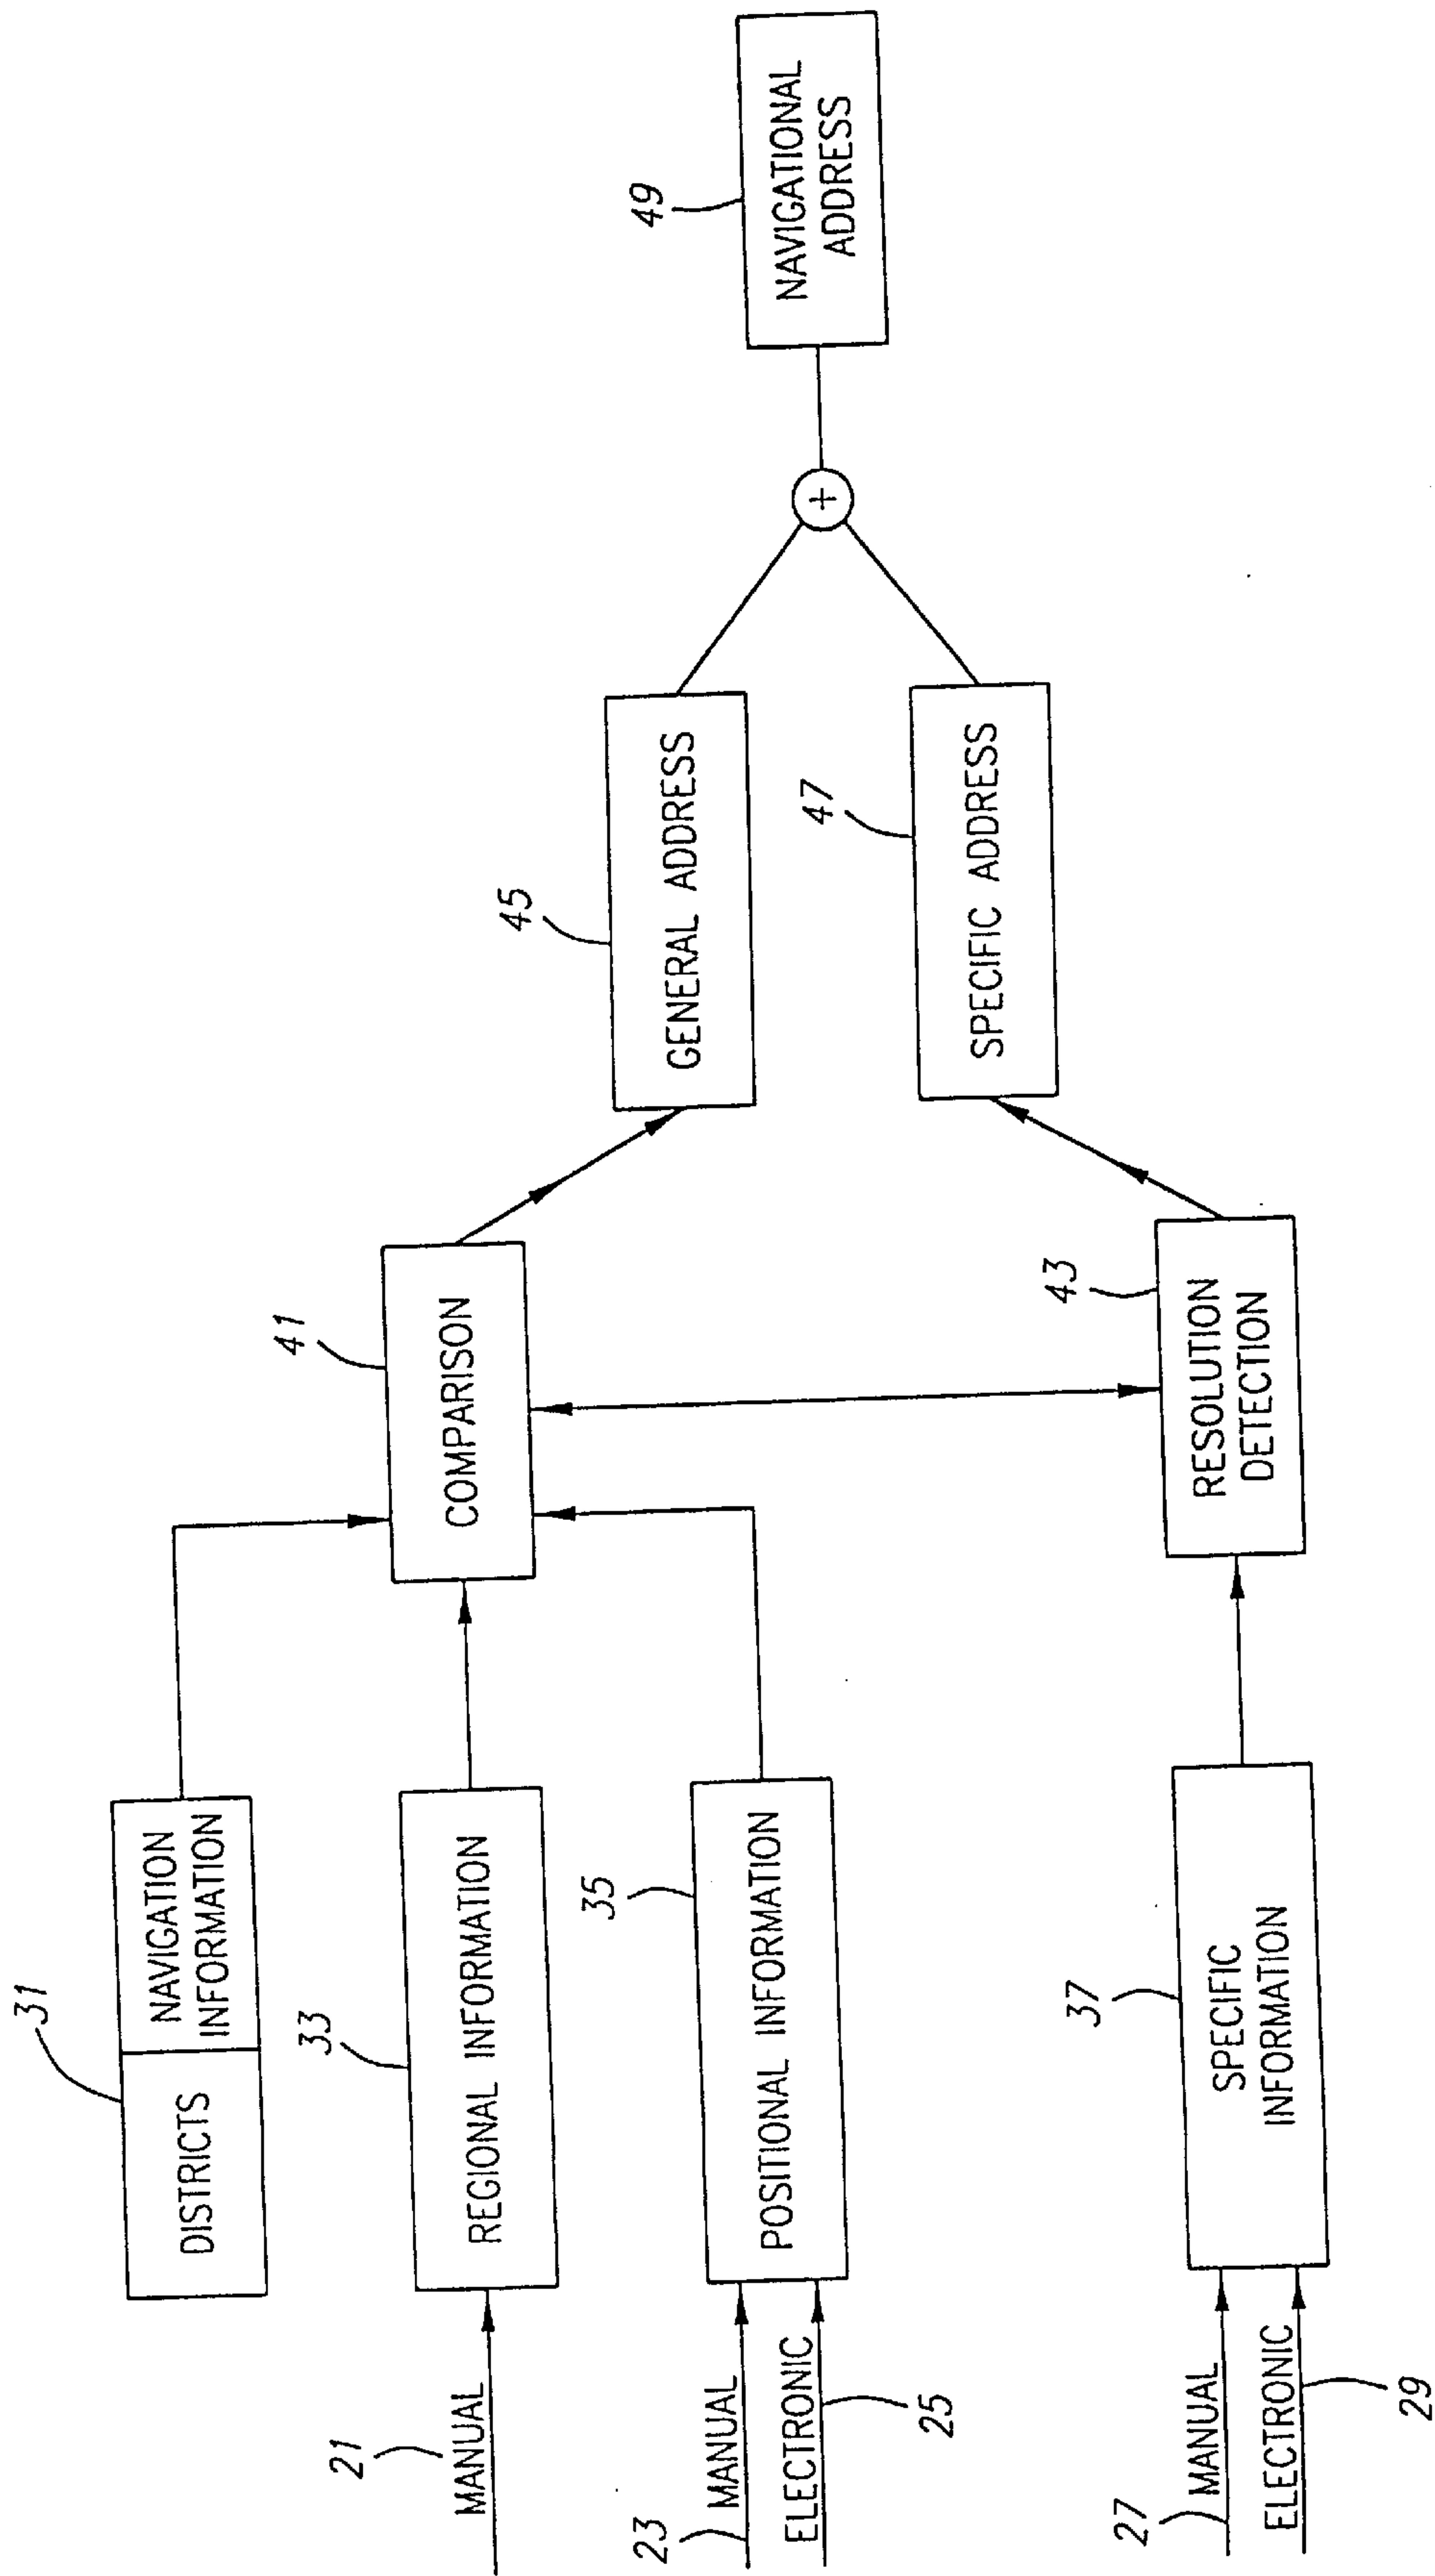 31
DISTRICTS
NAVIGATION
INFORMATION
21
MANUAL
33
REGIONAL INFORMATION
41
COMPARISON
23
MANUAL
ELECTRONIC
25
35
POSITIONAL INFORMATION
45
GENERAL ADDRESS
49
NAVIGATIONAL
ADDRESS
+
47
SPECIFIC ADDRESS
27
MANUAL
ELECTRONIC
29
37
SPECIFIC
INFORMATION
43
RESOLUTION
DETECTION